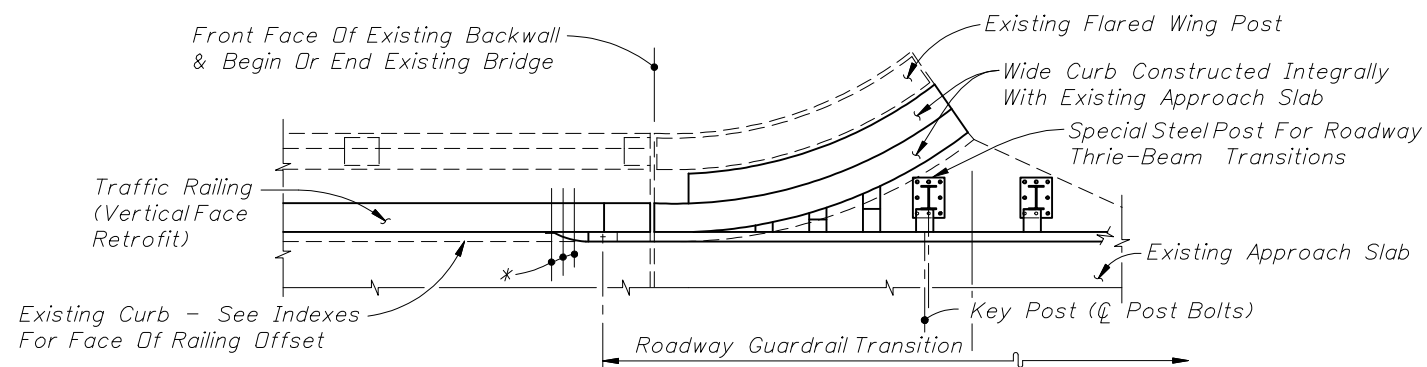 Front Face Of Existing Backwall
& Begin Or End Existing Bridge
Existing Flared Wing Post
Wide Curb Constructed Integrally
With Existing Approach Slab
Special Steel Post For Roadway
Thrie-Beam Transitions
Traffic Railing
(Vertical Face
Retrofit)
*
Existing Approach Slab
Existing Curb - See Indexes
For Face Of Railing Offset
Key Post (℄ Post Bolts)
Roadway Guardrail Transition